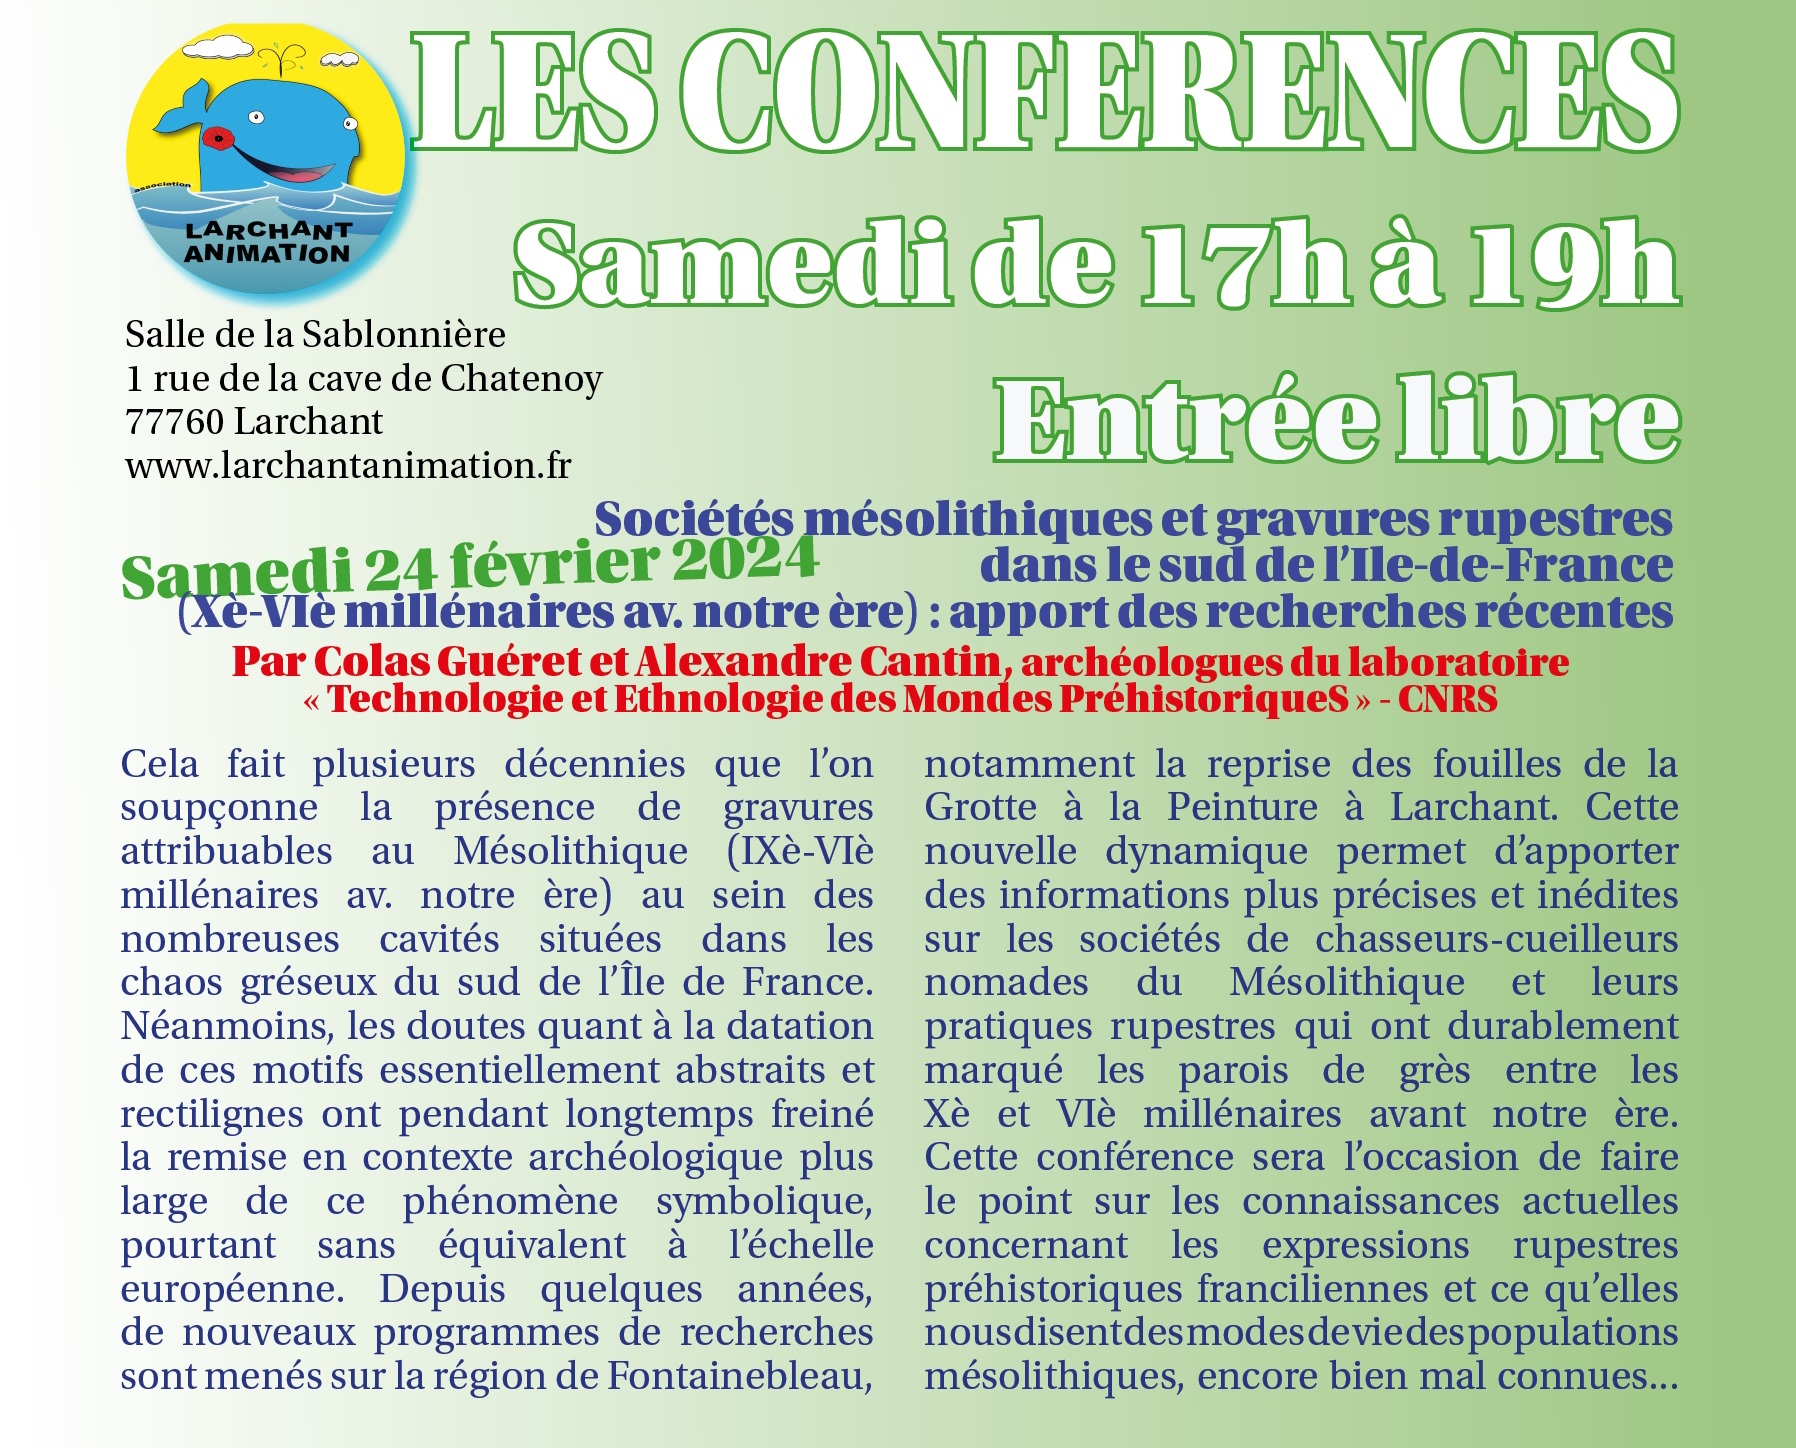 LES CONFERENCES
association
LARCHANT
ANIMATION
Samedi de 17h à 19h
Salle de la Sablonnière
1 rue de la cave de Chatenoy
77760 Larchant
www.larchantanimation.fr
Entrée libre
Samedi 24 février 2024
Sociétés mésolithiques et gravures rupestres
dans le sud de l’Ile-de-France
(Xè-VIè millénaires av. notre ère) : apport des recherches récentes
Par Colas Guéret et Alexandre Cantin, archéologues du laboratoire
« Technologie et Ethnologie des Mondes PréhistoriqueS » - CNRS
Cela fait plusieurs décennies que l’on
soupçonne la présence de gravures
attribuables au Mésolithique (IXè-VIè
millénaires av. notre ère) au sein des
nombreuses cavités situées dans les
chaos gréseux du sud de l’Île de France.
Néanmoins, les doutes quant à la datation
de ces motifs essentiellement abstraits et
rectilignes ont pendant longtemps freiné
la remise en contexte archéologique plus
large de ce phénomène symbolique,
pourtant sans équivalent à l’échelle
européenne. Depuis quelques années,
de nouveaux programmes de recherches
sont menés sur la région de Fontainebleau,
notamment la reprise des fouilles de la
Grotte à la Peinture à Larchant. Cette
nouvelle dynamique permet d’apporter
des informations plus précises et inédites
sur les sociétés de chasseurs-cueilleurs
nomades du Mésolithique et leurs
pratiques rupestres qui ont durablement
marqué les parois de grès entre les
Xè et VIè millénaires avant notre ère.
Cette conférence sera l’occasion de faire
le point sur les connaissances actuelles
concernant les expressions rupestres
préhistoriques franciliennes et ce qu’elles
nous disent des modes de vie des populations
mésolithiques, encore bien mal connues...